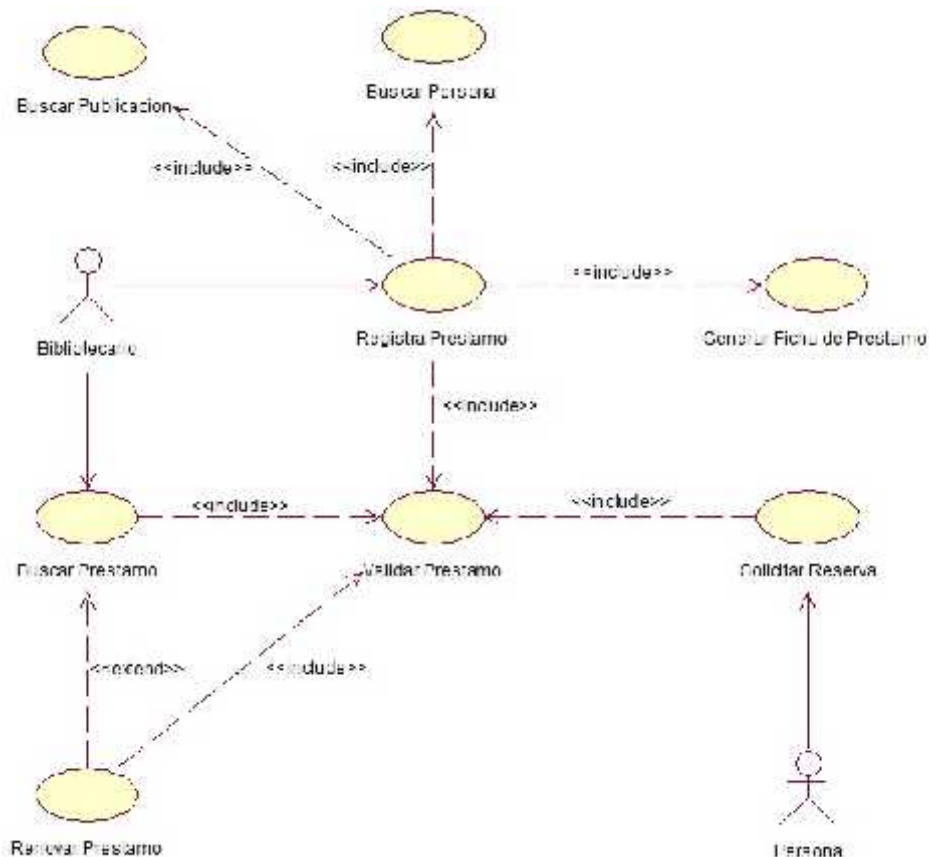 Buscar Persona
Buscar Publicacion
<<include>>
<<include>>
<<include>>
Bibliotecario
Registra Prestamo
Generar Ficha de Prestamo
<<include>>
<<include>>
<<include>>
Buscar Prestamo
Validar Prestamo
Solicitar Reserva
<<extend>>
<<include>>
Renovar Prestamo
Persona